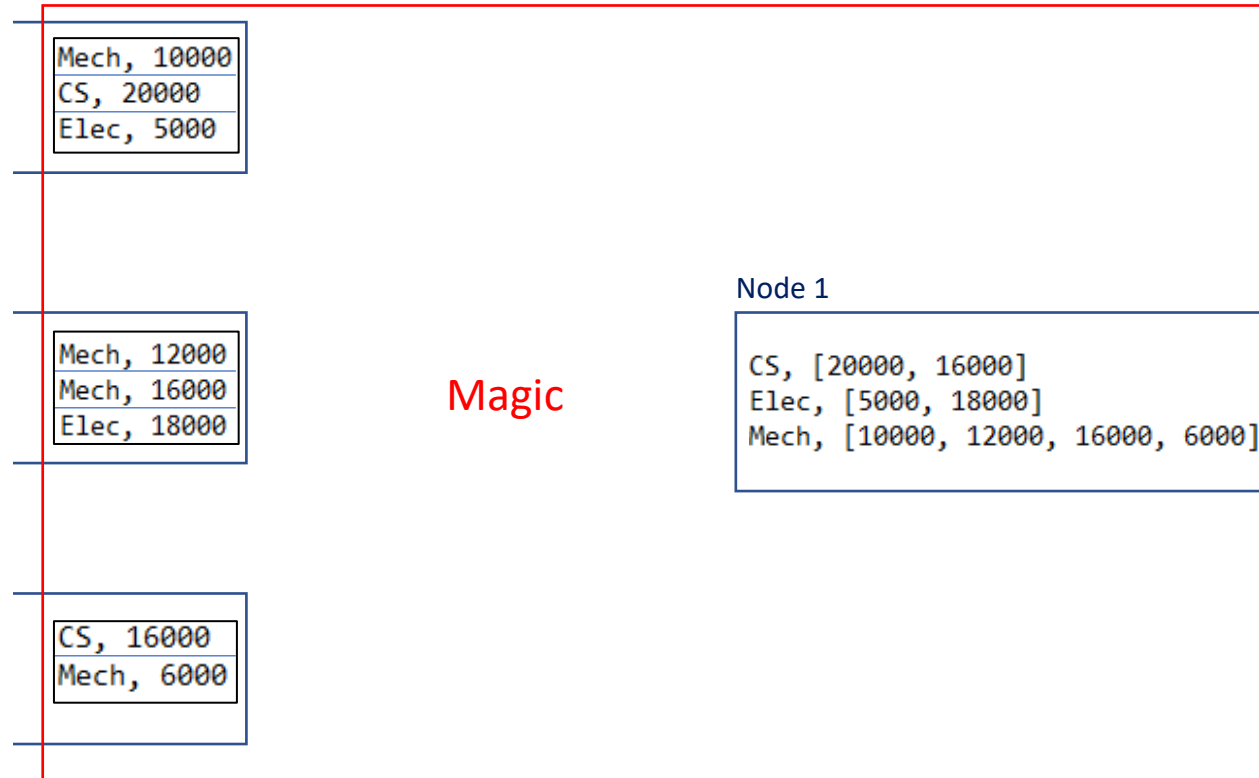 Mech, 10000
CS, 20000
Elec, 5000
Mech, 12000
Mech, 16000
Elec, 18000
CS, 16000
Mech, 6000
Magic
Node 1
CS, [20000, 16000]
Elec, [5000, 18000]
Mech, [10000, 12000, 16000, 6000]